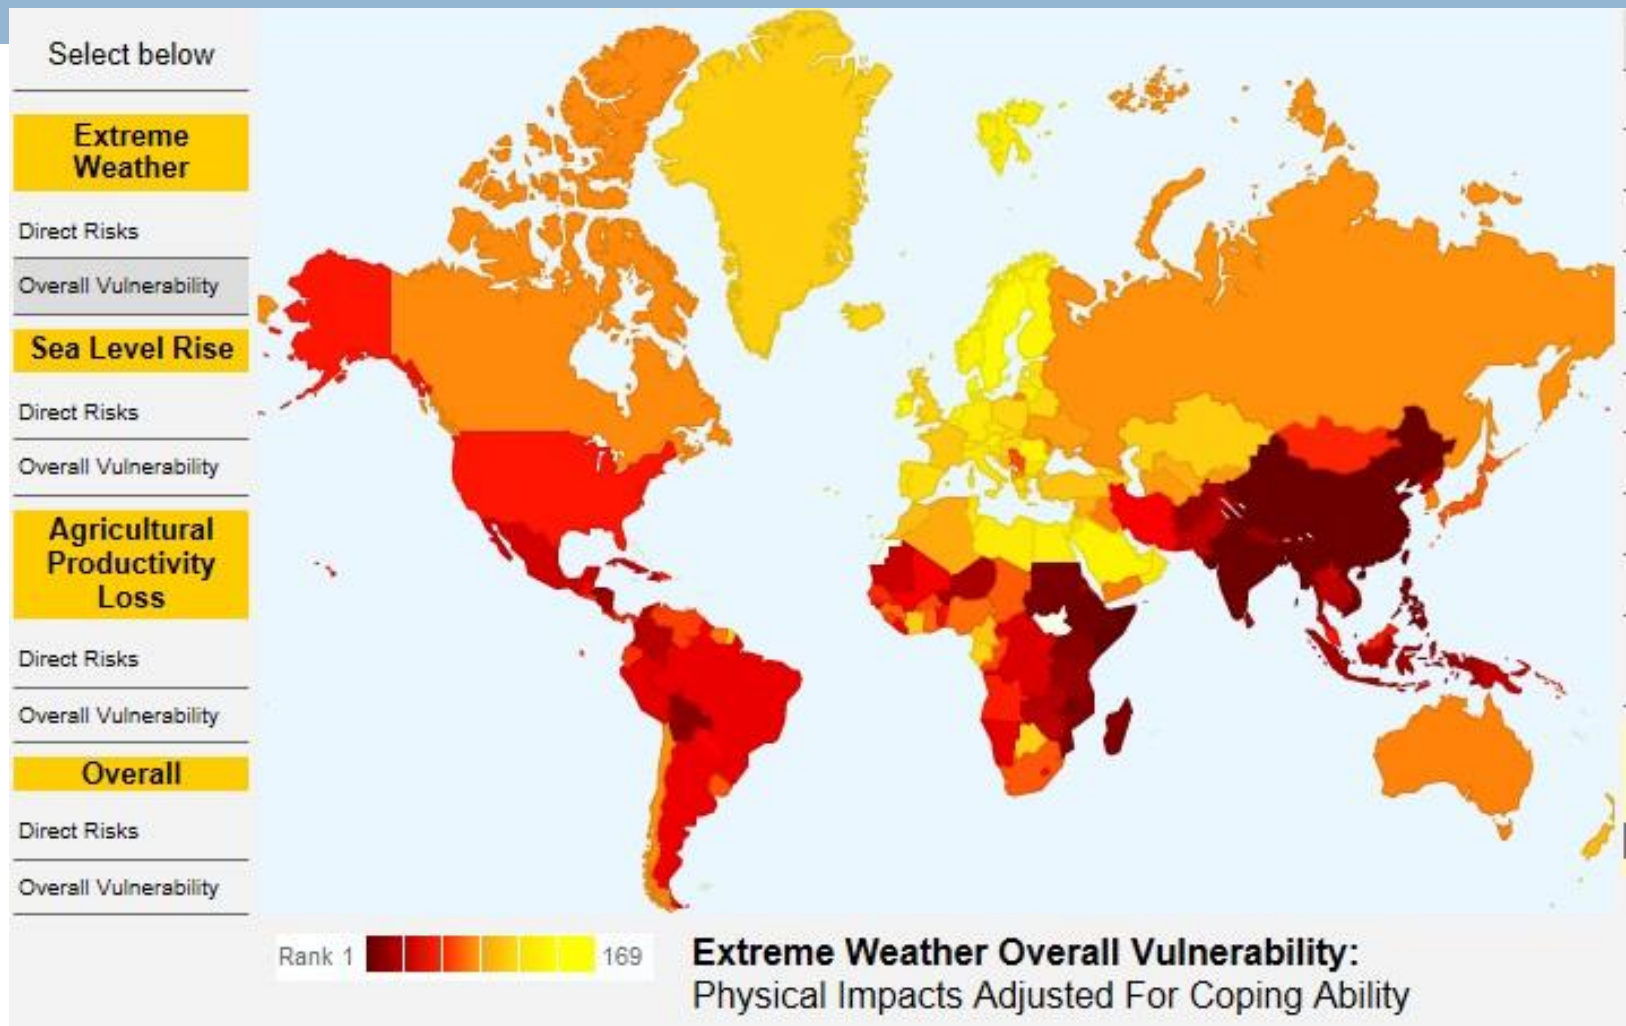 Select below
Extreme
Weather
Direct Risks
Overall Vulnerability
Sea Level Rise
Direct Risks
Overall Vulnerability
Agricultural
Productivity
Loss
Direct Risks
Overall Vulnerability
Overall
Direct Risks
Overall Vulnerability
Rank 1 169
Extreme Weather Overall Vulnerability:
Physical Impacts Adjusted For Coping Ability